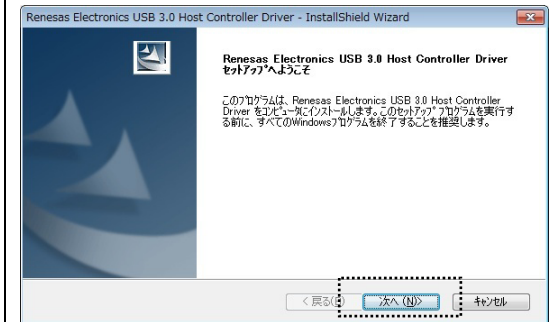 Renesas Electronics USB 3.0 Host Controller Driver - InstallShield Wizard
Renesas Electronics USB 3.0 Host Controller Driver
ｾｯﾄｱｯﾌﾟへようこそ
このﾌﾟﾛｸﾞﾗﾑは、Renesas Electronics USB 3.0 Host Controller
Driver をｺﾝﾋﾟｭｰﾀにｲﾝｽﾄｰﾙします。このｾｯﾄｱｯﾌﾟ ﾌﾟﾛｸﾞﾗﾑを実行す
る前に、すべてのWindowsﾌﾟﾛｸﾞﾗﾑを終了することを推奨します。
< 戻る(B)
次へ (N)>
ｷｬﾝｾﾙ